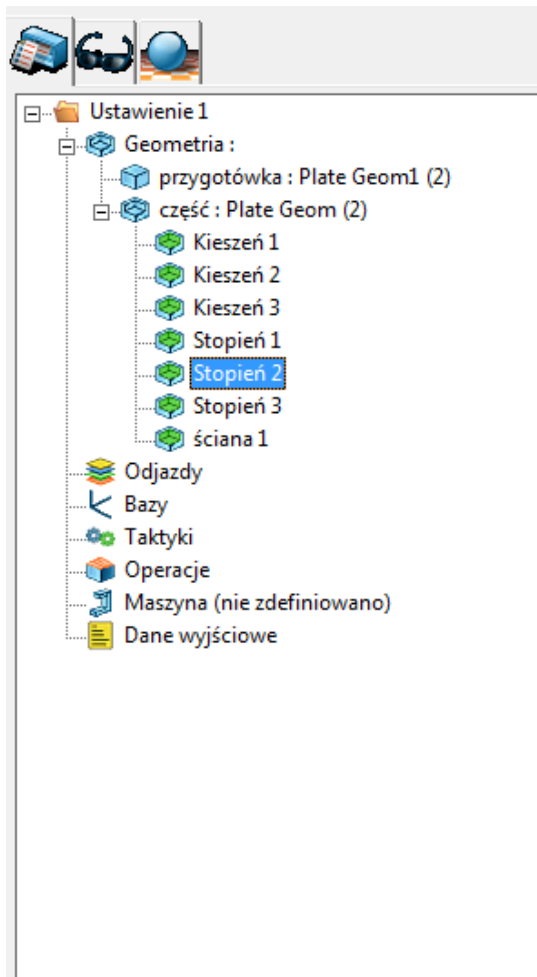 Ustawienie 1
Geometria :
przygotówka : Plate Geom1 (2)
część : Plate Geom (2)
Kieszeń 1
Kieszeń 2
Kieszeń 3
Stopień 1
Stopień 2
Stopień 3
ściana 1
Odjazdy
Bazy
Taktyki
Operacje
Maszyna (nie zdefiniowano)
Dane wyjściowe